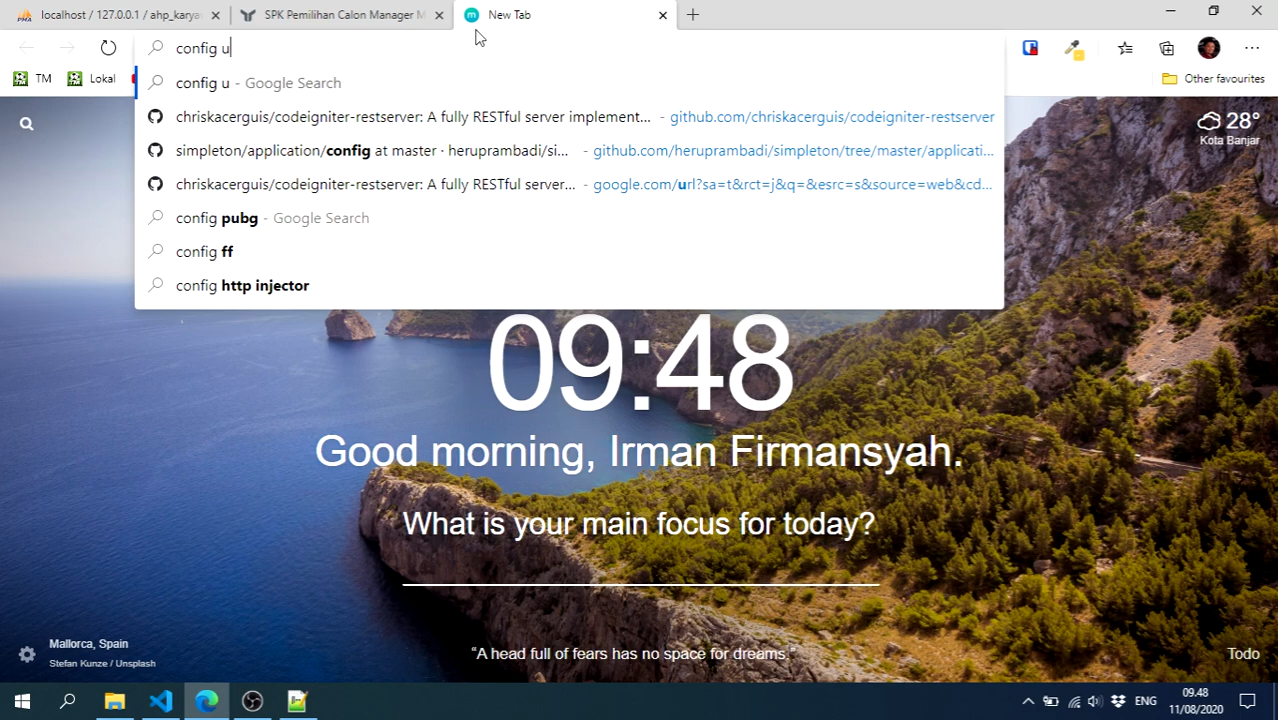 localhost / 127.0.0.1 / ahp_karyaw
SPK Pemilihan Calon Manager M
New Tab
config u
TM
Lokal
Other favourites
config u - Google Search
chriskacerguis/codeigniter-restserver: A fully RESTful server implement... - github.com/chriskacerguis/codeigniter-restserver
simpleton/application/config at master · heruprambadi/si... - github.com/heruprambadi/simpleton/tree/master/applicati...
chriskacerguis/codeigniter-restserver: A fully RESTful server... - google.com/url?sa=t&rct=j&q=&esrc=s&source=web&cd...
config pubg - Google Search
config ff
config http injector
28°
Kota Banjar
09:48
Good morning, Irman Firmansyah.
What is your main focus for today?
Mallorca, Spain
Stefan Kunze / Unsplash
“A head full of fears has no space for dreams.”
Todo
ENG
09.48
11/08/2020